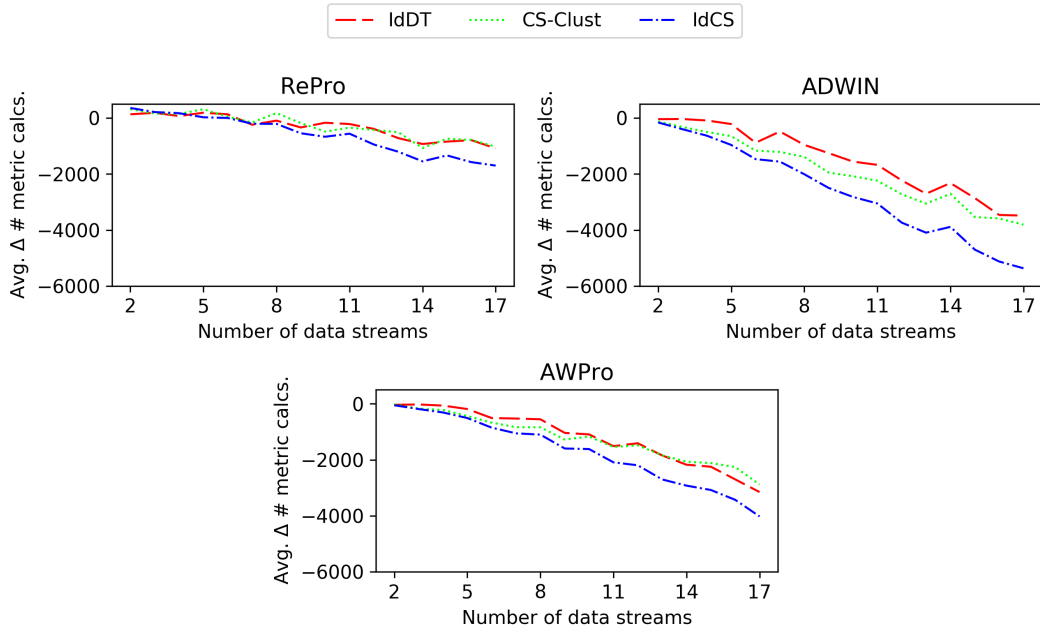 IdDT CS-Clust IdCS
RePro
Avg. Δ # metric calcs.
0
−2000
−4000
−6000
2 5 8 11 14 17
Number of data streams
ADWIN
Avg. Δ # metric calcs.
0
−2000
−4000
−6000
2 5 8 11 14 17
Number of data streams
AWPro
Avg. Δ # metric calcs.
0
−2000
−4000
−6000
2 5 8 11 14 17
Number of data streams